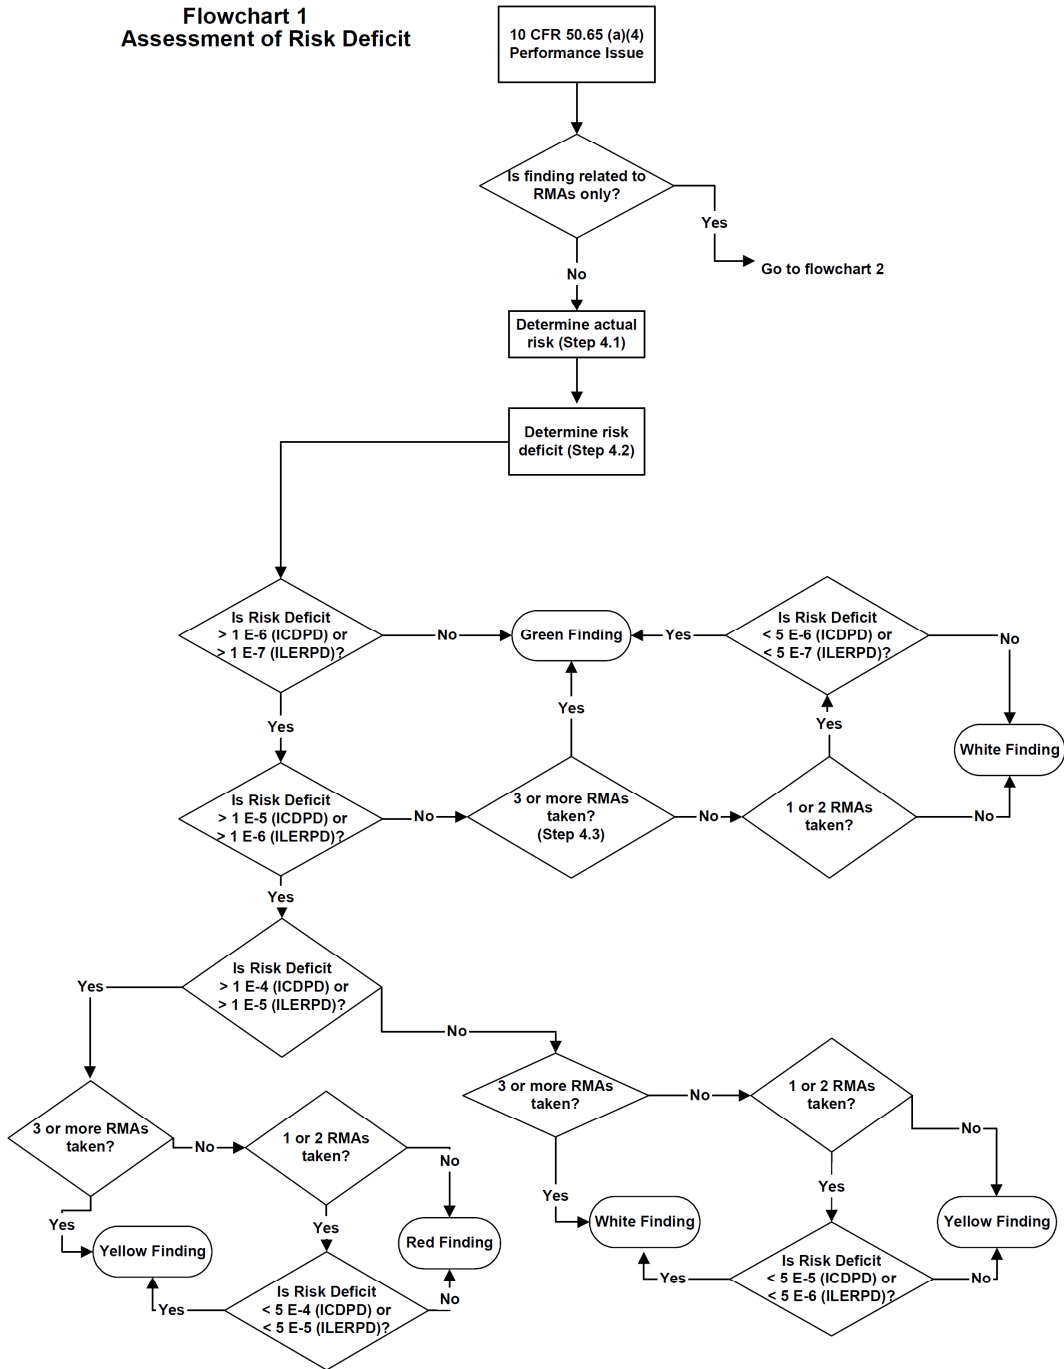 Flowchart 1
Assessment of Risk Deficit
10 CFR 50.65 (a)(4)
Performance Issue
Is finding related to
RMAs only?
Yes
Go to flowchart 2
No
Determine actual
risk (Step 4.1)
Determine risk
deficit (Step 4.2)
Is Risk Deficit
> 1 E-6 (ICDPD) or
> 1 E-7 (ILERPD)?
No
Green Finding
Yes
Is Risk Deficit
< 5 E-6 (ICDPD) or
< 5 E-7 (ILERPD)?
No
Yes
Yes
Yes
White Finding
Is Risk Deficit
> 1 E-5 (ICDPD) or
> 1 E-6 (ILERPD)?
No
3 or more RMAs
taken?
(Step 4.3)
No
1 or 2 RMAs
taken?
No
Yes
Is Risk Deficit
> 1 E-4 (ICDPD) or
> 1 E-5 (ILERPD)?
Yes
No
3 or more RMAs
taken?
No
1 or 2 RMAs
taken?
No
3 or more RMAs
taken?
No
1 or 2 RMAs
taken?
No
Yes
Yes
Yes
Yes
Yellow Finding
Red Finding
White Finding
Yellow Finding
Is Risk Deficit
< 5 E-4 (ICDPD) or
< 5 E-5 (ILERPD)?
Yes
No
Is Risk Deficit
< 5 E-5 (ICDPD) or
< 5 E-6 (ILERPD)?
Yes
No